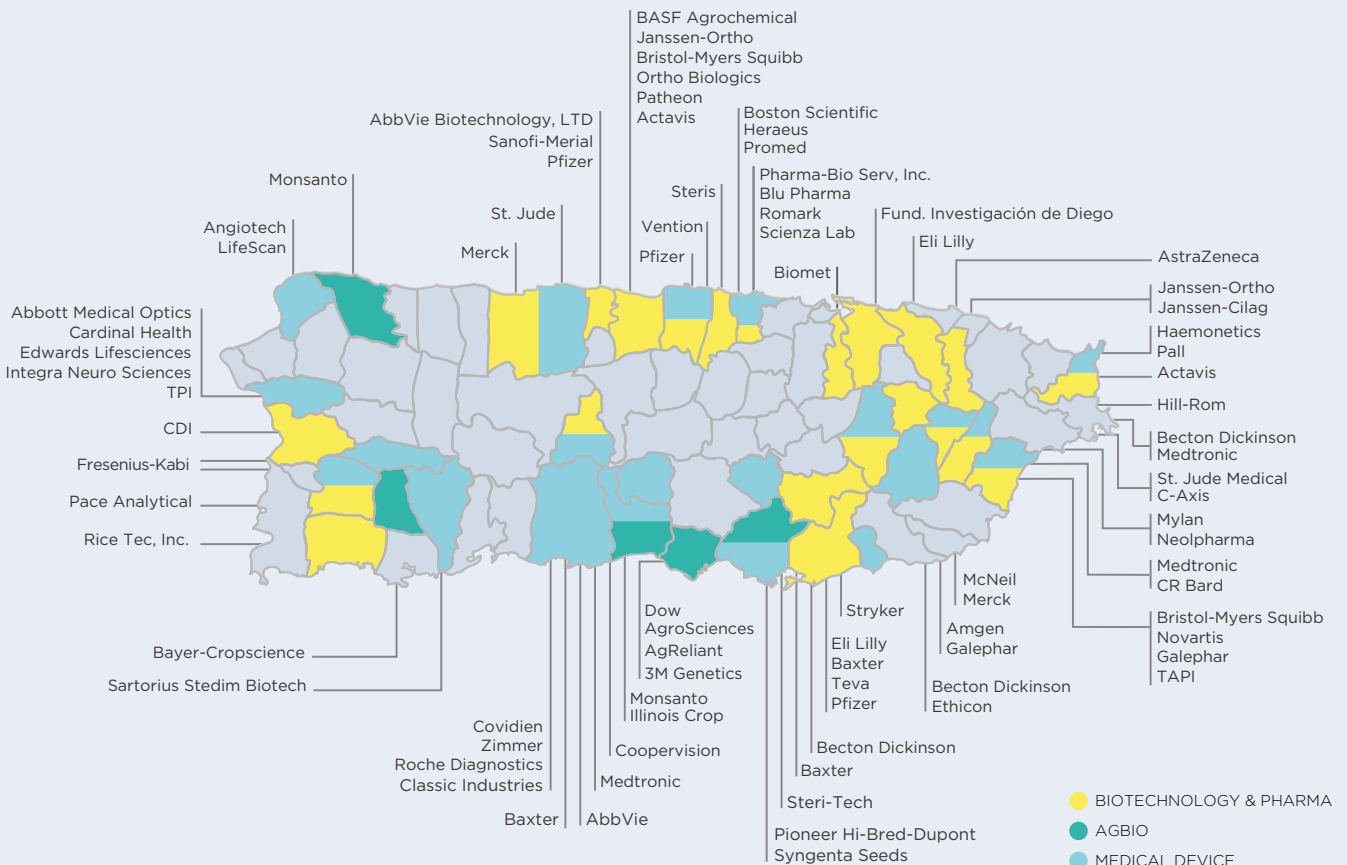 BASF Agrochemical
Janssen-Ortho
Bristol-Myers Squibb
Ortho Biologics
Patheon
Actavis
AbbVie Biotechnology, LTD
Sanofi-Merial
Pfizer
Boston Scientific
Heraeus
Promed
Monsanto
Steris
Pharma-Bio Serv, Inc.
Blu Pharma
Romark
Scienza Lab
Angiotech
LifeScan
St. Jude
Merck
Vention
Pfizer
Fund. Investigación de Diego
Eli Lilly
Biomet
AstraZeneca
Janssen-Ortho
Janssen-Cilag
Abbott Medical Optics
Cardinal Health
Edwards Lifesciences
Integra Neuro Sciences
TPI
Haemonetics
Pall
Actavis
Hill-Rom
CDI
Becton Dickinson
Medtronic
Fresenius-Kabi
St. Jude Medical
C-Axis
Pace Analytical
Mylan
Neolpharma
Rice Tec, Inc.
Medtronic
CR Bard
McNeil
Merck
Bristol-Myers Squibb
Novartis
Galephar
TAPI
Stryker
Amgen
Galephar
Dow
AgroSciences
AgReliant
3M Genetics
Eli Lilly
Baxter
Teva
Pfizer
Bayer-Cropscience
Sartorius Stedim Biotech
Becton Dickinson
Ethicon
Monsanto
Illinois Crop
Covidien
Zimmer
Roche Diagnostics
Classic Industries
Coopervision
Becton Dickinson
Medtronic
Baxter
Steri-Tech
Baxter
AbbVie
Pioneer Hi-Bred-Dupont
Syngenta Seeds
BIOTECHNOLOGY & PHARMA
AGBIO
MEDICAL DEVICE